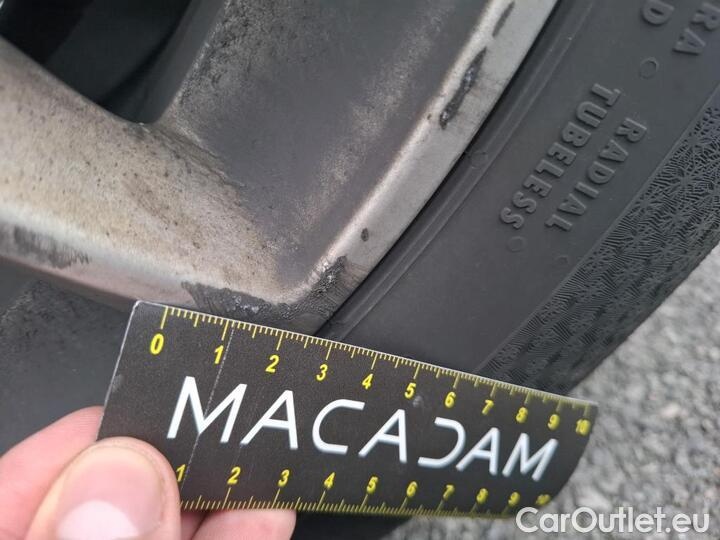 RA
D
RADIAL
TUBELESS
0 1 2 3 4 5 6 7 8 9 10
MACADAM
1 2 3 4 5 6 7 8 9 10
CarOutlet.eu